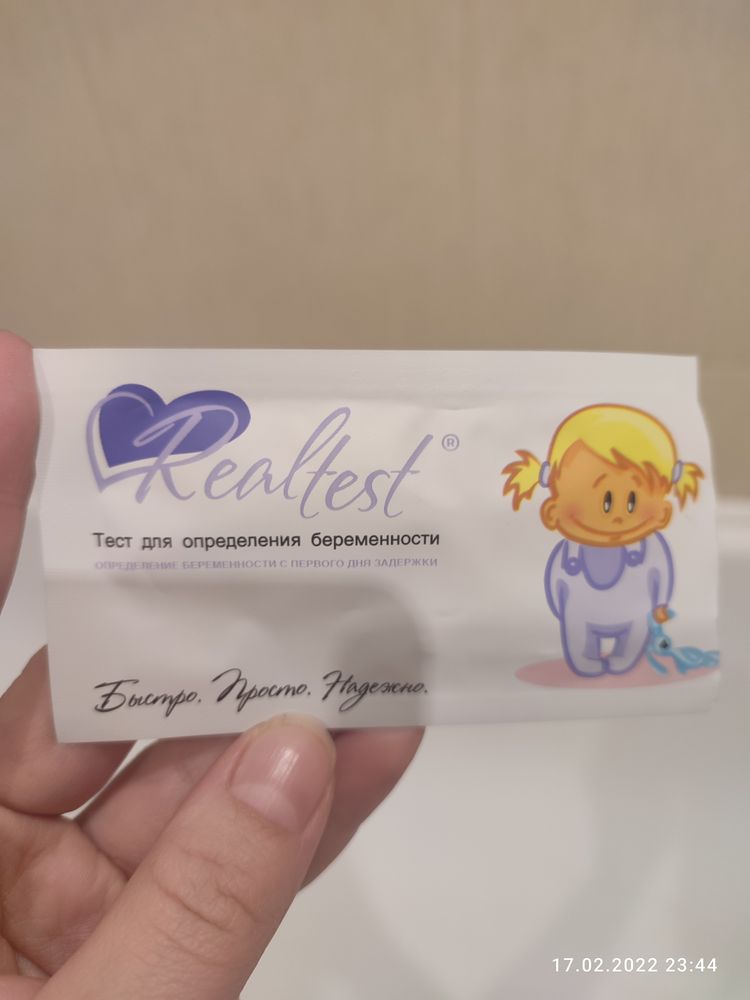 Realtest ®
Тест для определения беременности
ОПРЕДЕЛЕНИЕ БЕРЕМЕННОСТИ С ПЕРВОГО ДНЯ ЗАДЕРЖКИ
Быстро. Просто. Надежно.
17.02.2022 23:44